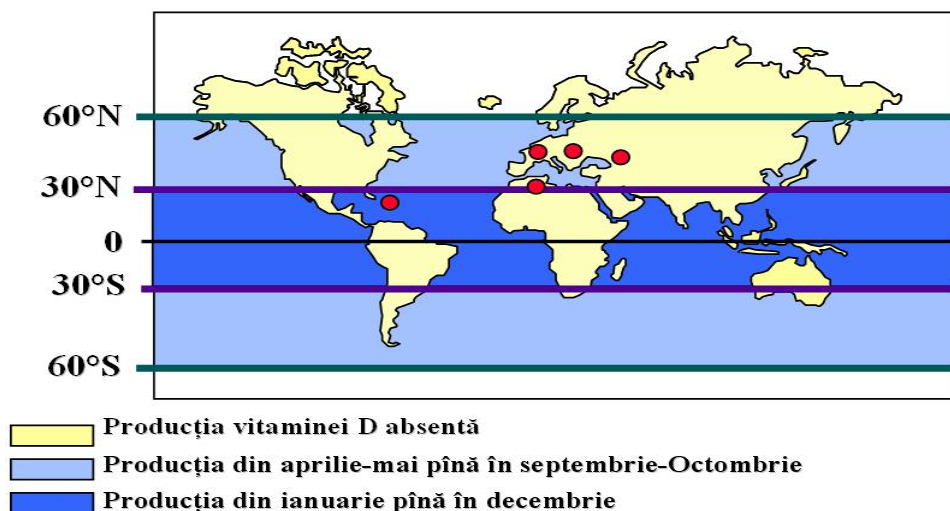 60°N
30°N
0
30°S
60°S
Producția vitaminei D absentă
Producția din aprilie-mai pînă în septembrie-Octombrie
Producția din ianuarie pînă în decembrie